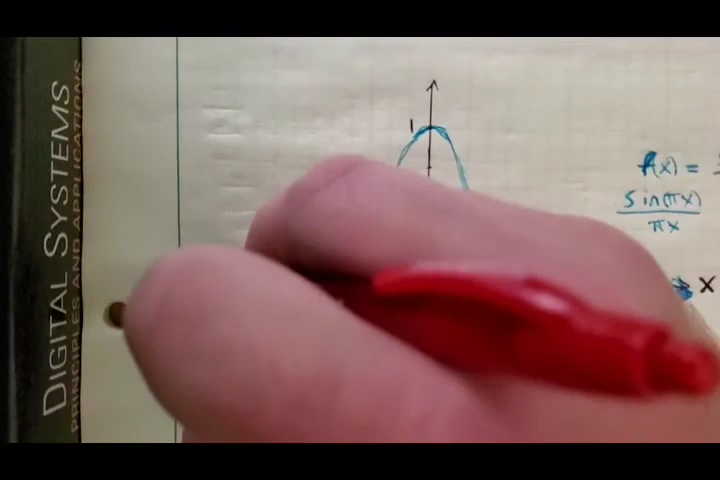 DIGITAL SYSTEMS
PRINCIPLES AND APPLICATIONS
1
f(x) =
sin(πx)
πx
X